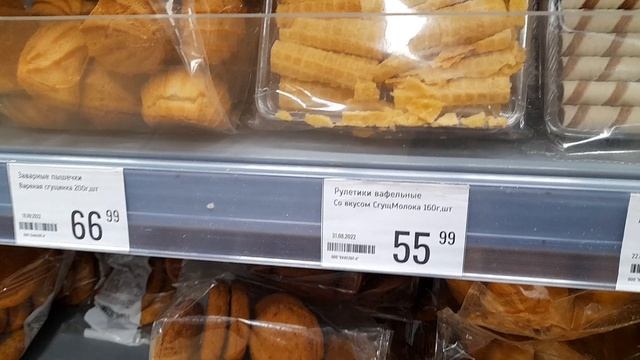 Заварные пышечки
Вареная сгущенка 200г,шт
66 99
Рулетики вафельные
Со вкусом СгущМолока 160г,шт
31.08.2022
55 99